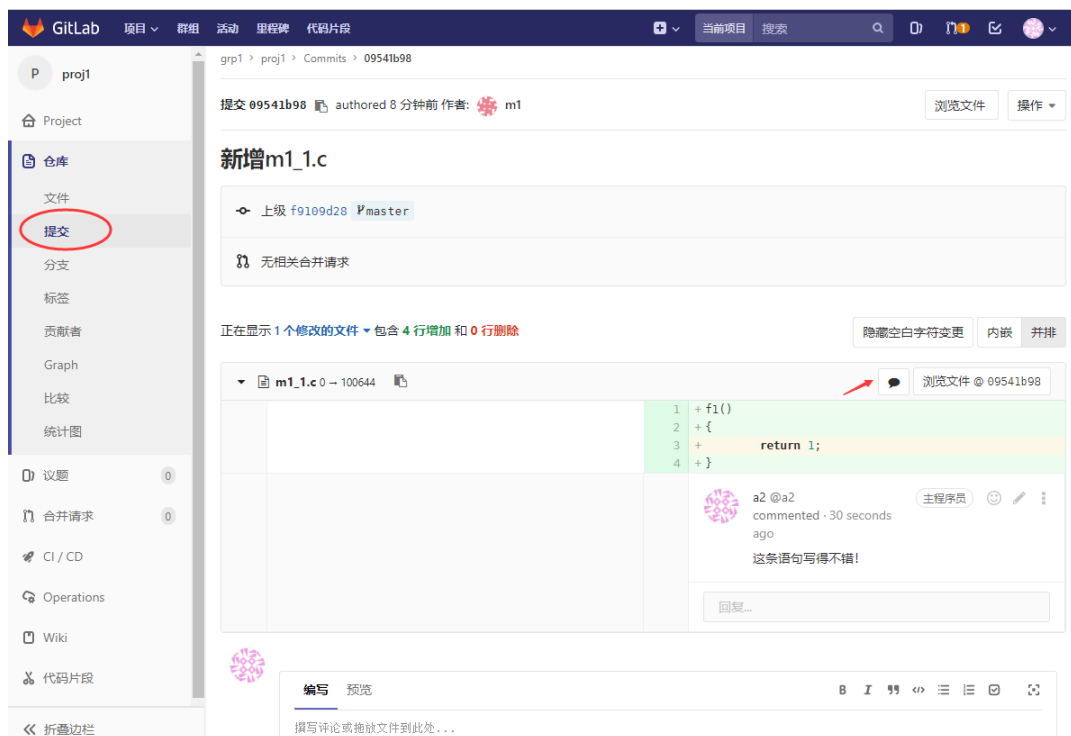 GitLab 项目 群组 活动 里程碑 代码片段 当前项目 搜索 1
P proj1
Project
仓库
文件
提交
分支
标签
贡献者
Graph
比较
统计图
议题 0
合并请求 0
CI / CD
Operations
Wiki
代码片段
折叠边栏
grp1 > proj1 > Commits > 09541b98
提交 09541b98 authored 8 分钟前 作者: m1 浏览文件 操作
新增m1_1.c
上级 f9109d28 master
无相关合并请求
正在显示 1 个修改的文件 包含 4 行增加 和 0 行删除 隐藏空白字符变更 内嵌 并排
m1_1.c 0 → 100644 浏览文件 @ 09541b98
1 + f1()
2 + {
3 + return 1;
4 + }
a2 @a2 主程序员
commented · 30 seconds
ago
这条语句写得不错!
回复...
编写 预览 B I
撰写评论或拖放文件到此处...